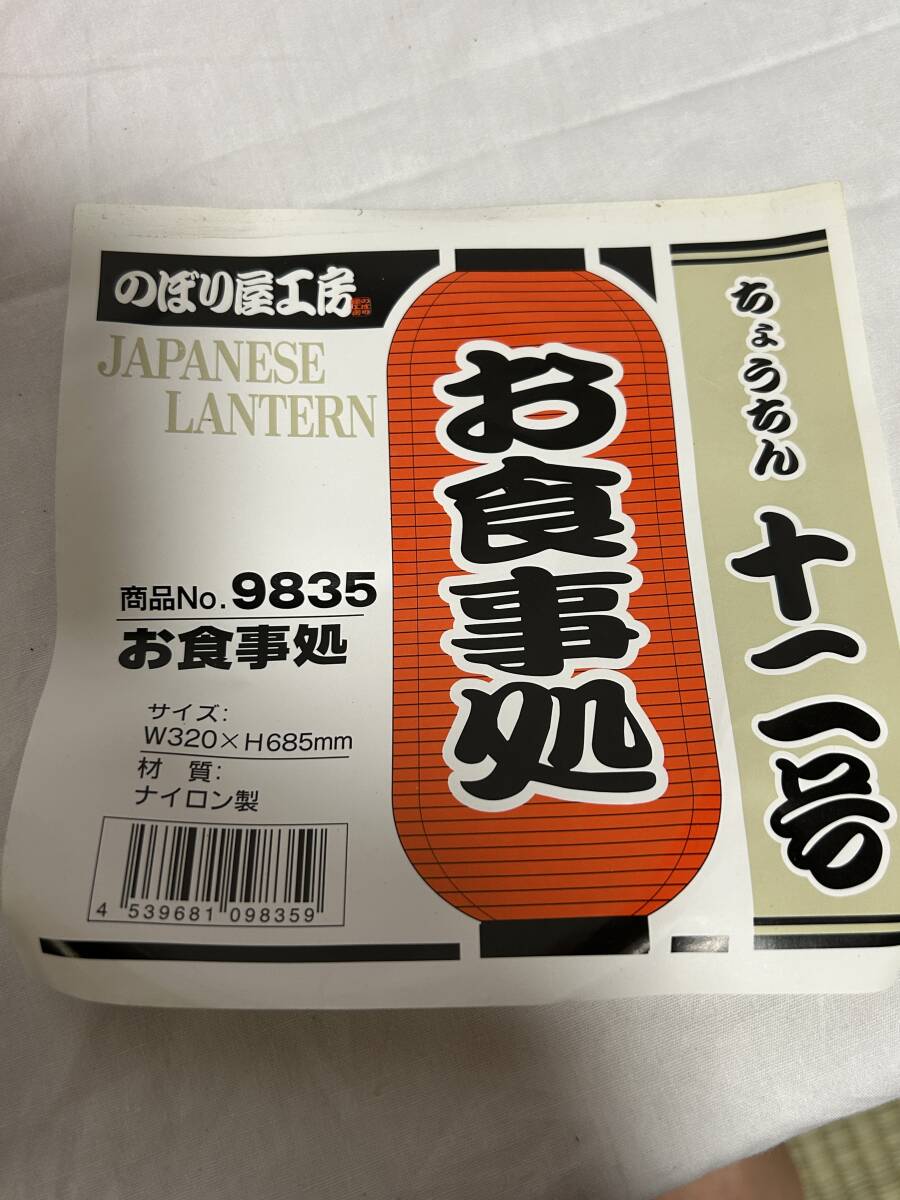 のぼり屋工房
JAPANESE
LANTERN
商品No.9835
お食事処
サイズ:
W320×H685mm
材 質:
ナイロン製
4 539681 098359
お食事処
ちょうちん 十二号